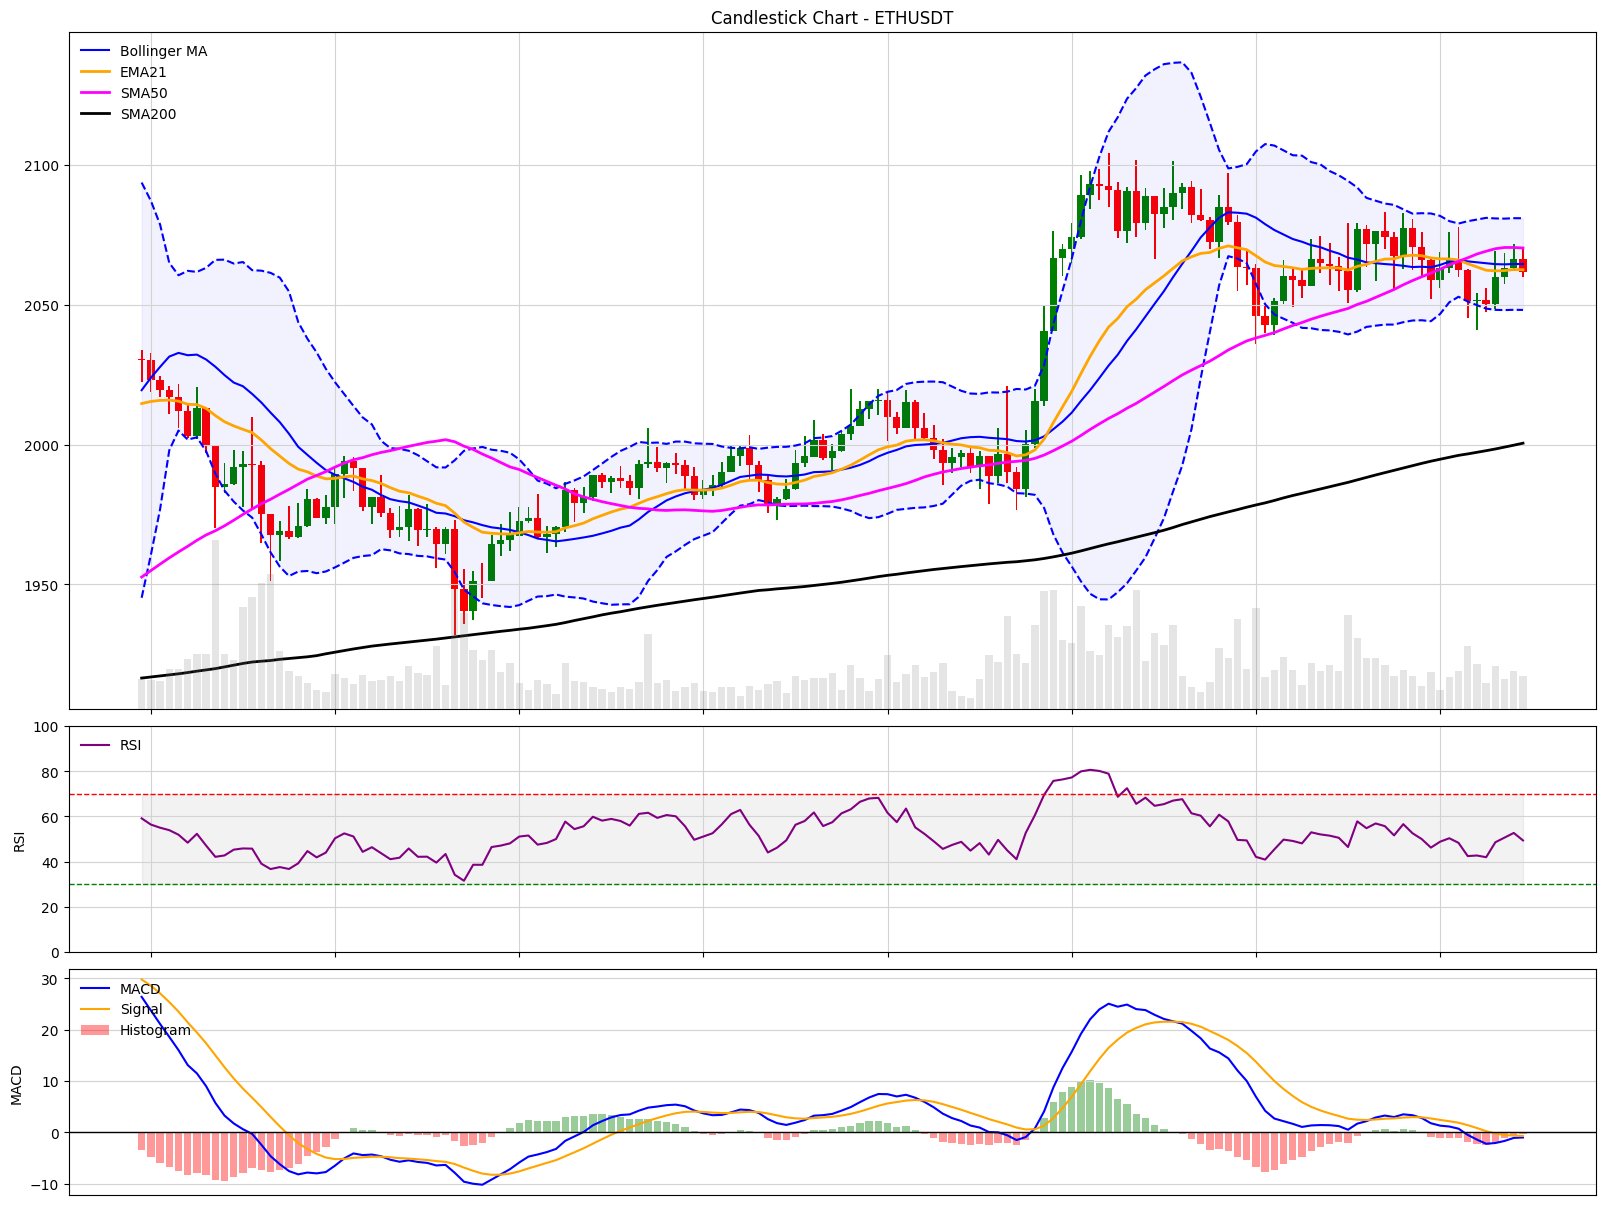 Candlestick Chart - ETHUSDT
Bollinger MA
EMA21
SMA50
SMA200
2100
2050
2000
1950
RSI
100
80
60
40
20
0
RSI
MACD
Signal
Histogram
30
20
10
0
−10
MACD